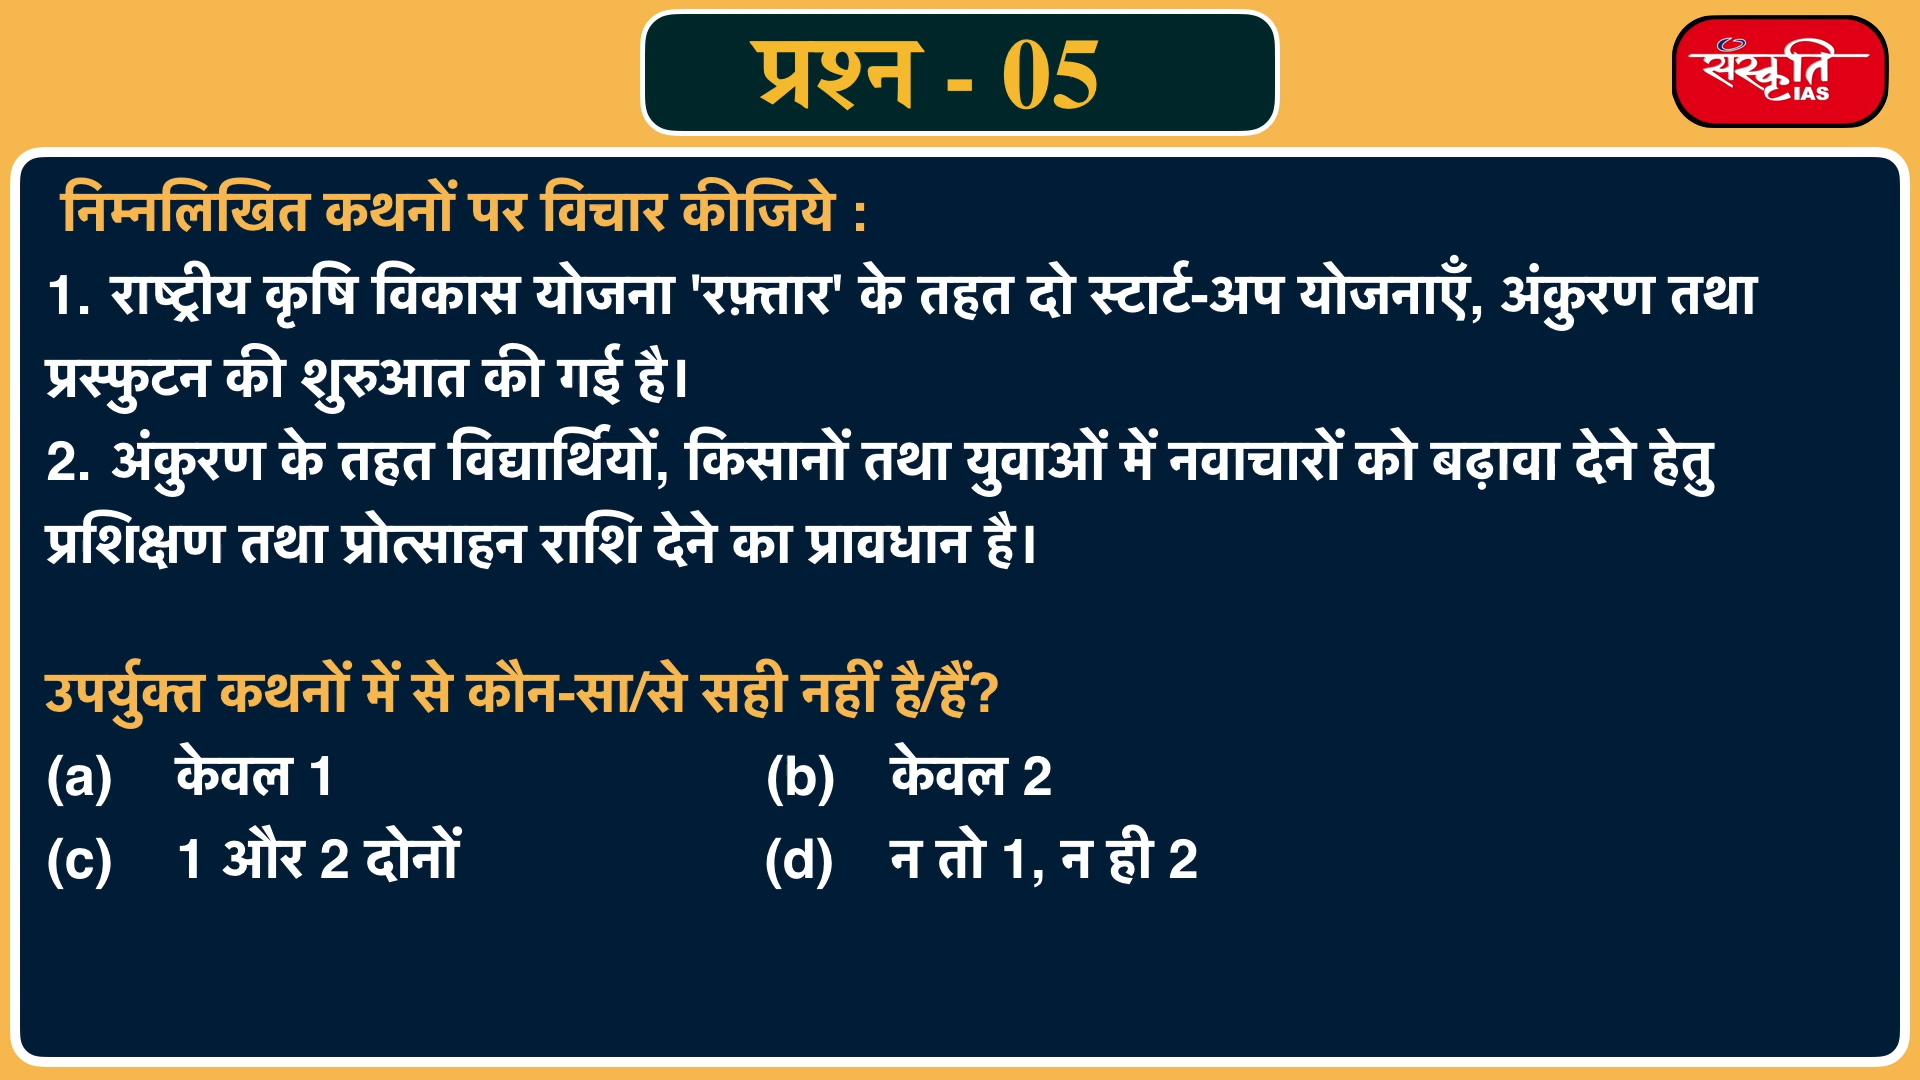 प्रश्न - 05
संस्कृति
IAS
निम्नलिखित कथनों पर विचार कीजिये :
1. राष्ट्रीय कृषि विकास योजना 'रफ़्तार' के तहत दो स्टार्ट-अप योजनाएँ, अंकुरण तथा
प्रस्फुटन की शुरुआत की गई है।
2. अंकुरण के तहत विद्यार्थियों, किसानों तथा युवाओं में नवाचारों को बढ़ावा देने हेतु
प्रशिक्षण तथा प्रोत्साहन राशि देने का प्रावधान है।
उपर्युक्त कथनों में से कौन-सा/से सही नहीं है/हैं?
(a) केवल 1 (b) केवल 2
(c) 1 और 2 दोनों (d) न तो 1, न ही 2